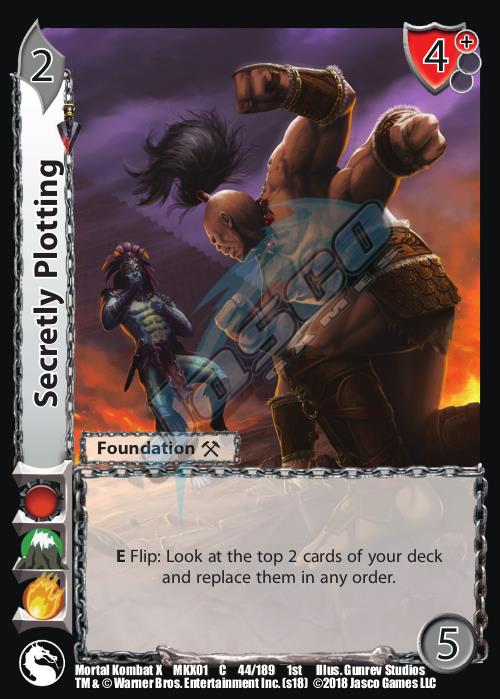 2
4
+
Secretly Plotting
JASCO
GAMES
Foundation
E Flip: Look at the top 2 cards of your deck
and replace them in any order.
5
Mortal Kombat X MKX01 C 44/189 1st Illus. Gunrev Studios
TM & © Warner Bros. Entertainment Inc. (s18) ©2018 Jasco Games LLC